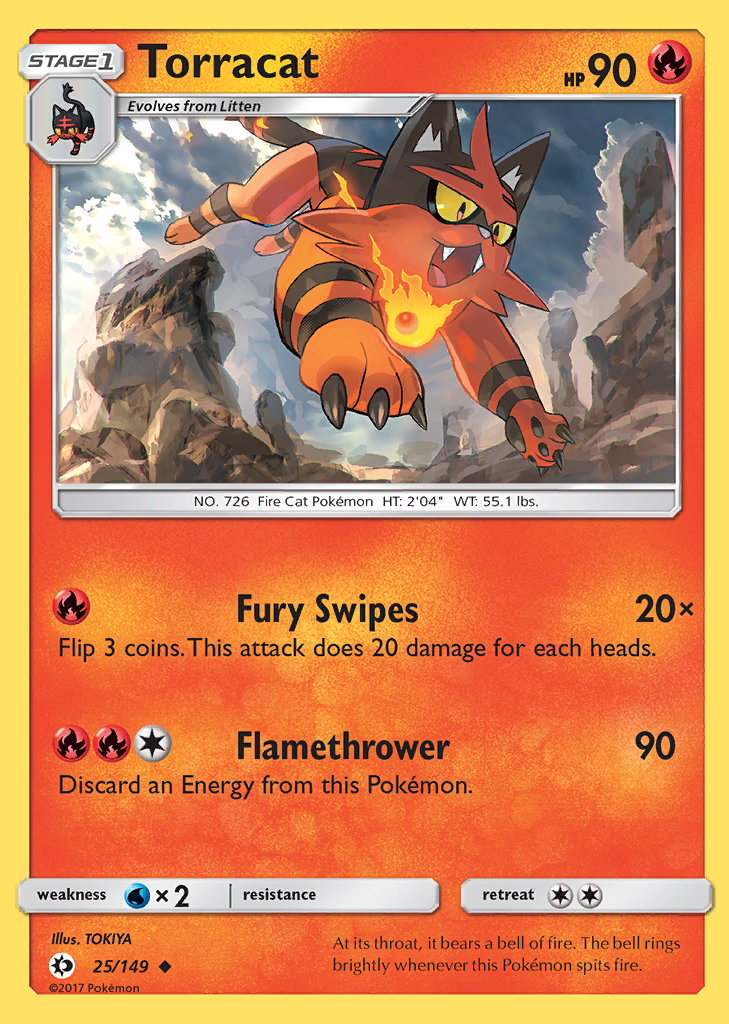 STAGE1
Torracat
HP 90
Evolves from Litten
NO. 726 Fire Cat Pokémon HT: 2'04" WT: 55.1 lbs.
Fury Swipes 20×
Flip 3 coins. This attack does 20 damage for each heads.
Flamethrower 90
Discard an Energy from this Pokémon.
weakness ×2 resistance retreat
Illus. TOKIYA
25/149
©2017 Pokémon
At its throat, it bears a bell of fire. The bell rings
brightly whenever this Pokémon spits fire.